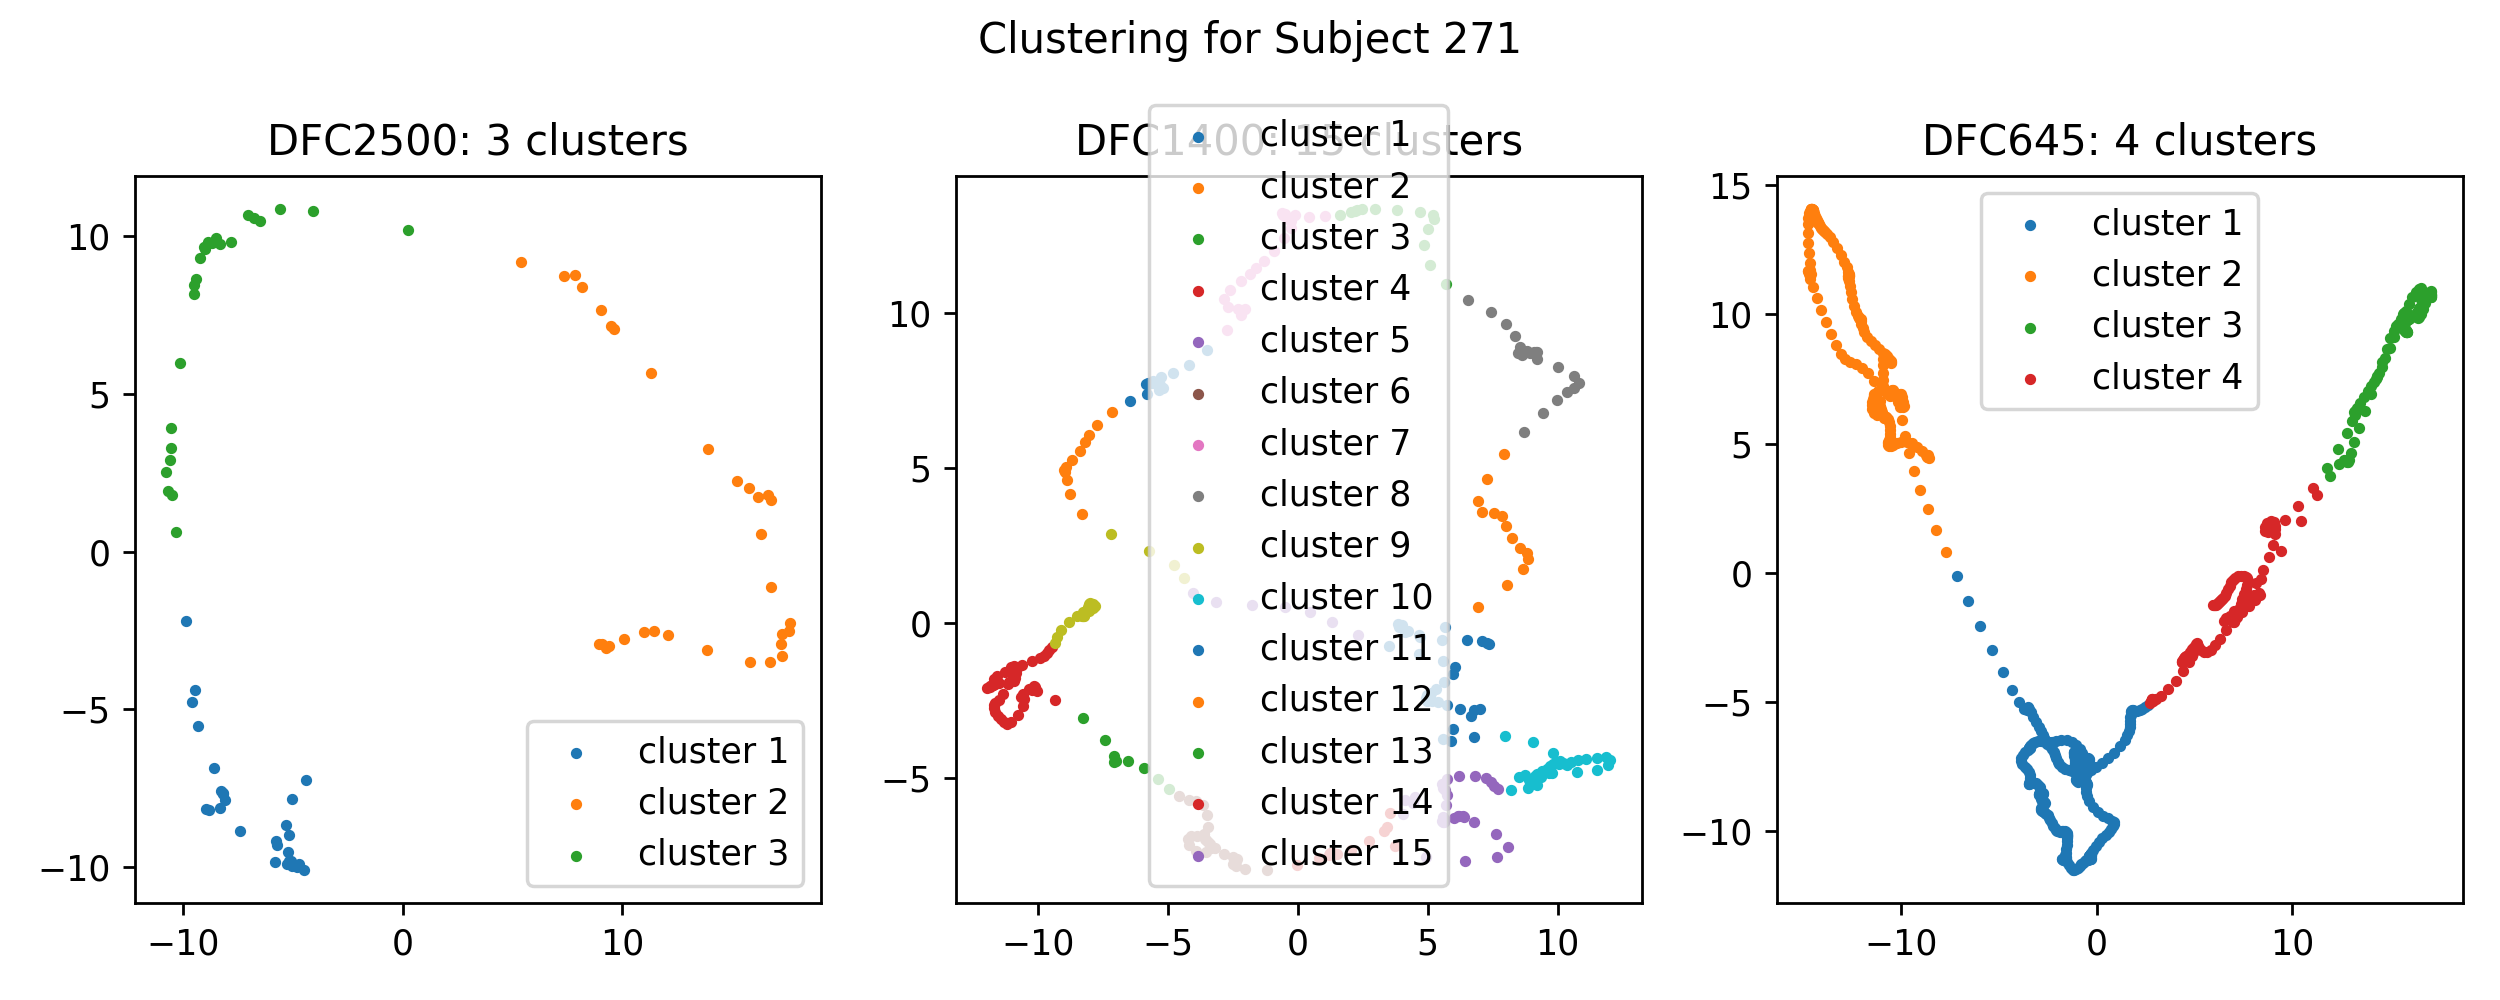 Clustering for Subject 271
DFC2500: 3 clusters
10
5
0
−5
−10
−10
0
10
cluster 1
cluster 2
cluster 3
DFC1400: 15 clusters
10
5
0
−5
−10
−5
0
5
10
cluster 1
cluster 2
cluster 3
cluster 4
cluster 5
cluster 6
cluster 7
cluster 8
cluster 9
cluster 10
cluster 11
cluster 12
cluster 13
cluster 14
cluster 15
DFC645: 4 clusters
15
10
5
0
−5
−10
−10
0
10
cluster 1
cluster 2
cluster 3
cluster 4